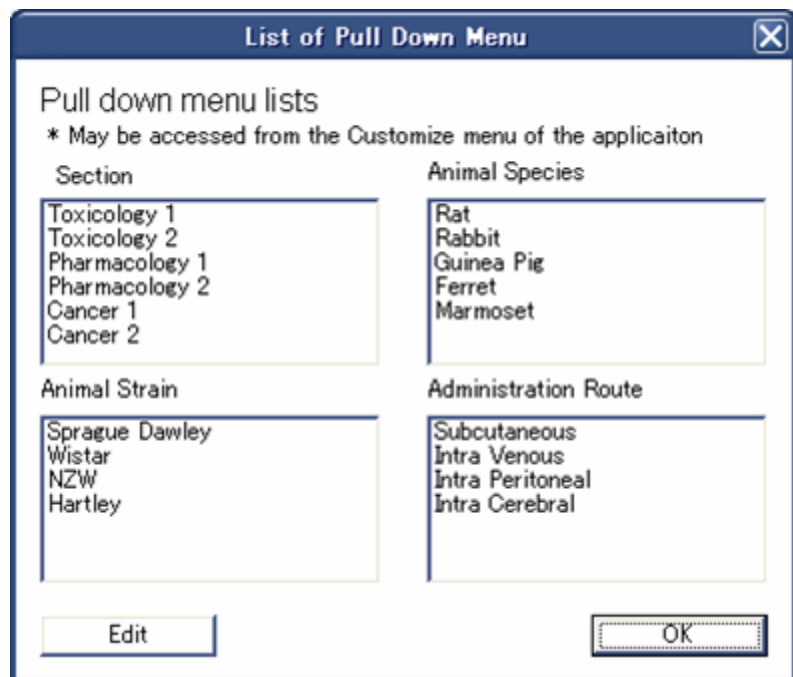 List of Pull Down Menu
Pull down menu lists
* May be accessed from the Customize menu of the applicaiton
Section
Toxicology 1
Toxicology 2
Pharmacology 1
Pharmacology 2
Cancer 1
Cancer 2
Animal Species
Rat
Rabbit
Guinea Pig
Ferret
Marmoset
Animal Strain
Sprague Dawley
Wistar
NZW
Hartley
Administration Route
Subcutaneous
Intra Venous
Intra Peritoneal
Intra Cerebral
Edit
OK